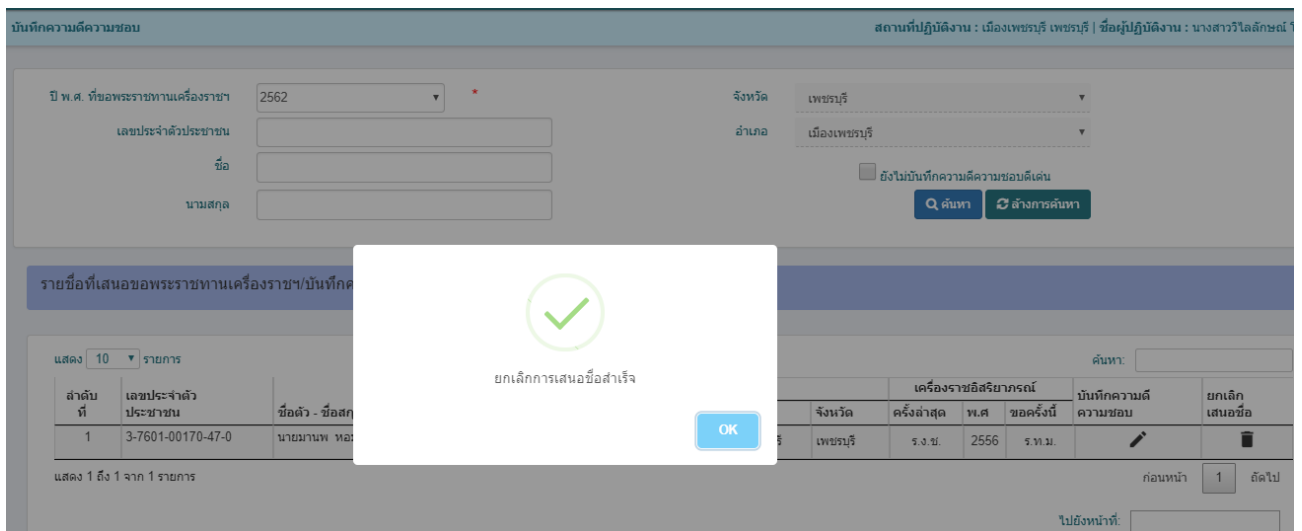 บันทึกความดีความชอบ
สถานที่ปฏิบัติงาน : เมืองเพชรบุรี เพชรบุรี | ชื่อผู้ปฏิบัติงาน : นางสาววิไลลักษณ์
ปี พ.ศ. ที่ขอพระราชทานเครื่องราชฯ 2562 * จังหวัด เพชรบุรี
เลขประจำตัวประชาชน อำเภอ เมืองเพชรบุรี
ชื่อ ยังไม่บันทึกความดีความชอบดีเด่น
นามสกุล ค้นหา ล้างการค้นหา
รายชื่อที่เสนอขอพระราชทานเครื่องราชฯ/บันทึก
ยกเลิกการเสนอชื่อสำเร็จ
OK
แสดง 10 รายการ ค้นหา:
ลำดับที่ เลขประจำตัวประชาชน ชื่อตัว - ชื่อสกุ จังหวัด เครื่องราชอิสริยาภรณ์ ครั้งล่าสุด พ.ศ ขอครั้งนี้ บันทึกความดีความชอบ ยกเลิกเสนอชื่อ
1 3-7601-00170-47-0 นายมานพ เพชรบุรี ร.ง.ช. 2556 ร.ท.ม.
แสดง 1 ถึง 1 จาก 1 รายการ ก่อนหน้า 1 ถัดไป
ไปยังหน้าที่: